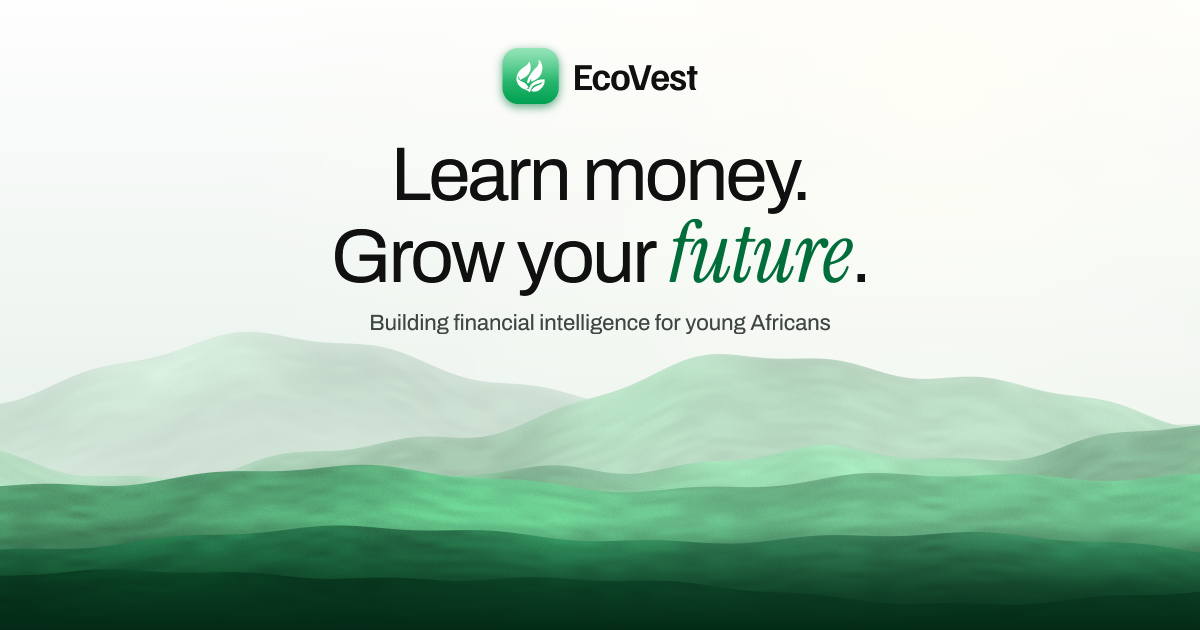 EcoVest
Learn money.
Grow your future.
Building financial intelligence for young Africans